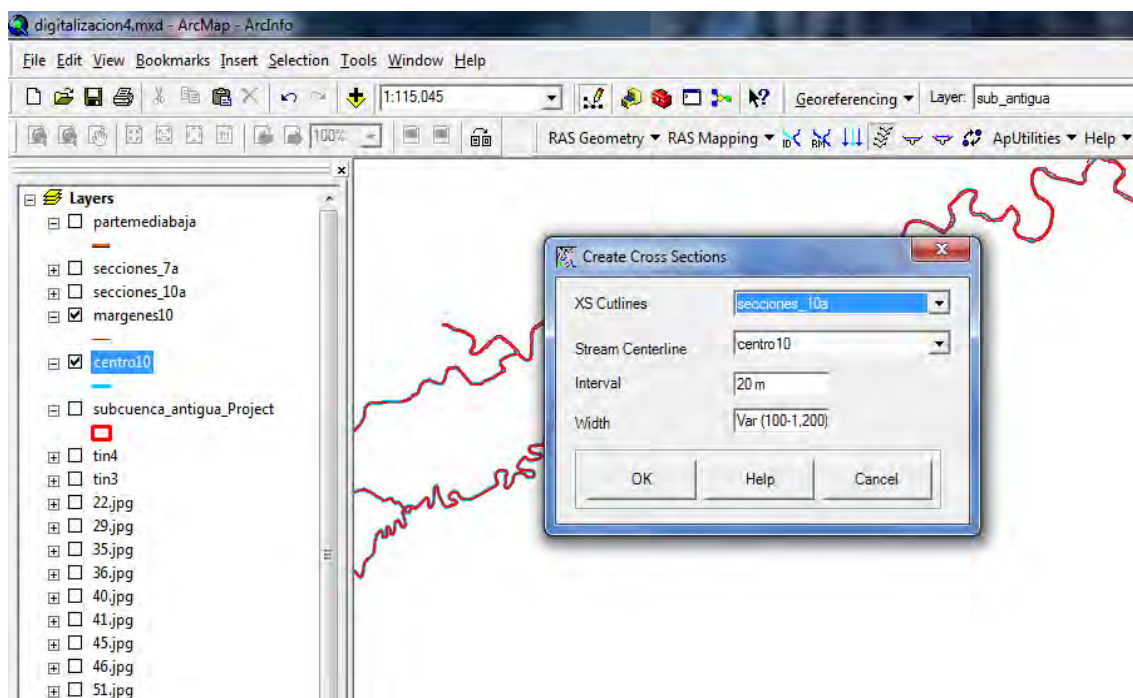 digitalizacion4.mxd - ArcMap - ArcInfo
File Edit View Bookmarks Insert Selection Tools Window Help
1:115,045 Georeferencing Layer: sub_antigua
100% RAS Geometry RAS Mapping ID RM ApUtilities Help
Layers
partemediabaja
secciones_7a
secciones_10a
margenes10
centro10
subcuenca_antigua_Project
tin4
tin3
22.jpg
29.jpg
35.jpg
36.jpg
40.jpg
41.jpg
45.jpg
46.jpg
51.jpg
Create Cross Sections
XS Cutlines secciones_10a
Stream Centerline centro10
Interval 20 m
Width Var (100-1,200)
OK Help Cancel